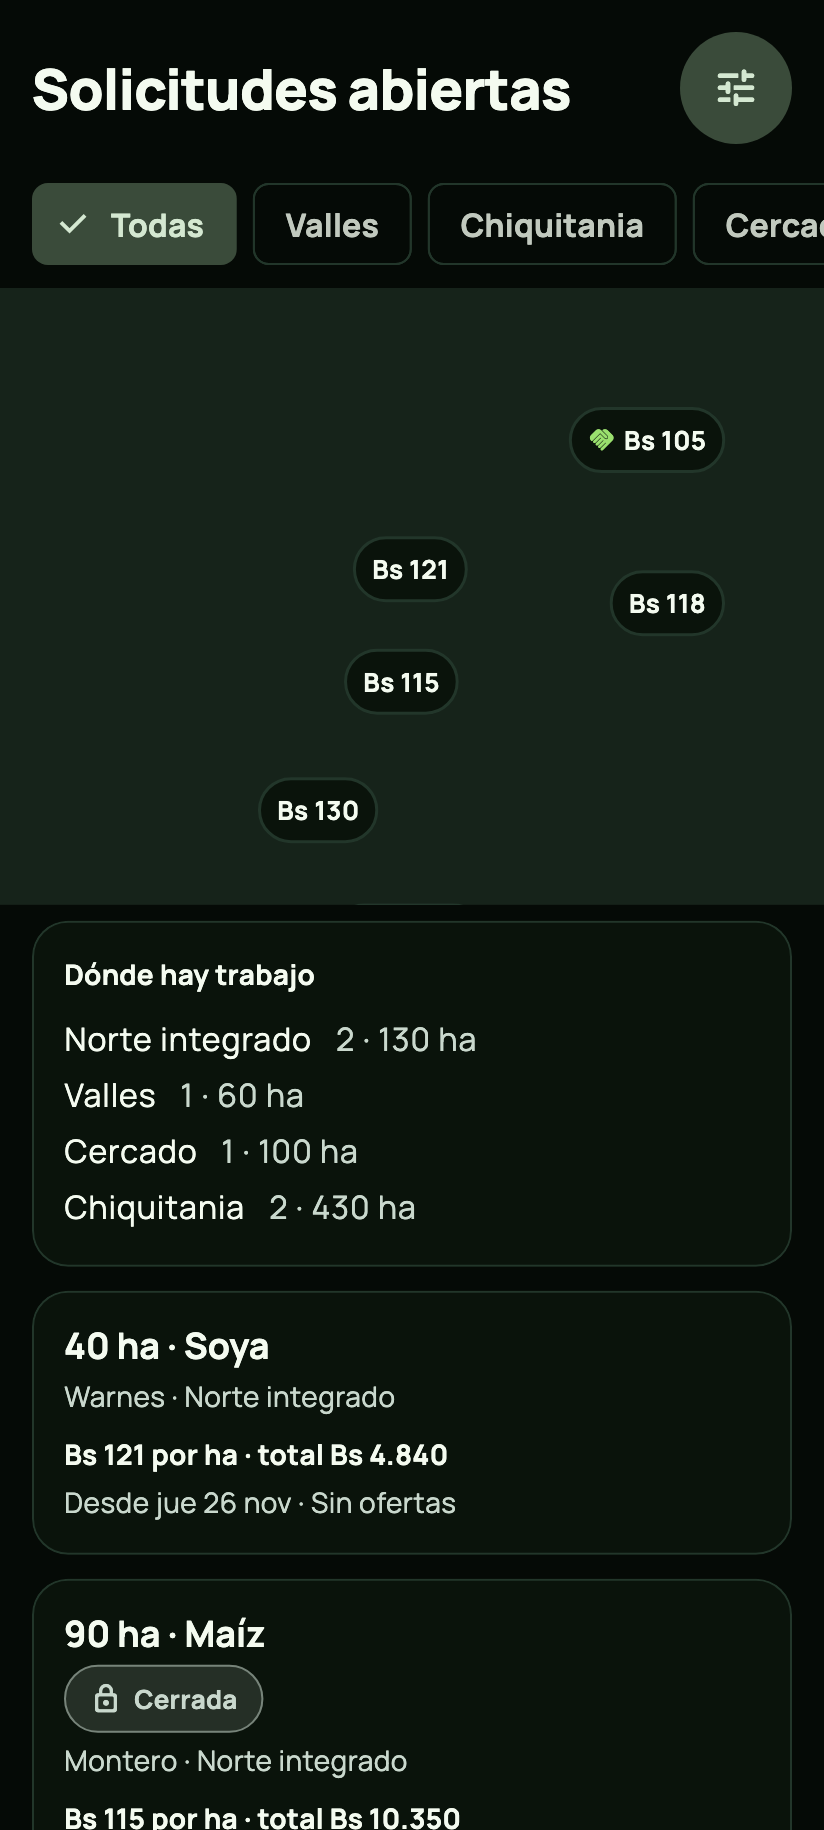 Solicitudes abiertas
Todas
Valles
Chiquitania
Bs 105
Bs 121
Bs 118
Bs 115
Bs 130
Dónde hay trabajo
Norte integrado 2 · 130 ha
Valles 1 · 60 ha
Cercado 1 · 100 ha
Chiquitania 2 · 430 ha
40 ha · Soya
Warnes · Norte integrado
Bs 121 por ha · total Bs 4.840
Desde jue 26 nov · Sin ofertas
90 ha · Maíz
Cerrada
Montero · Norte integrado
Bs 115 por ha · total Bs 10.350